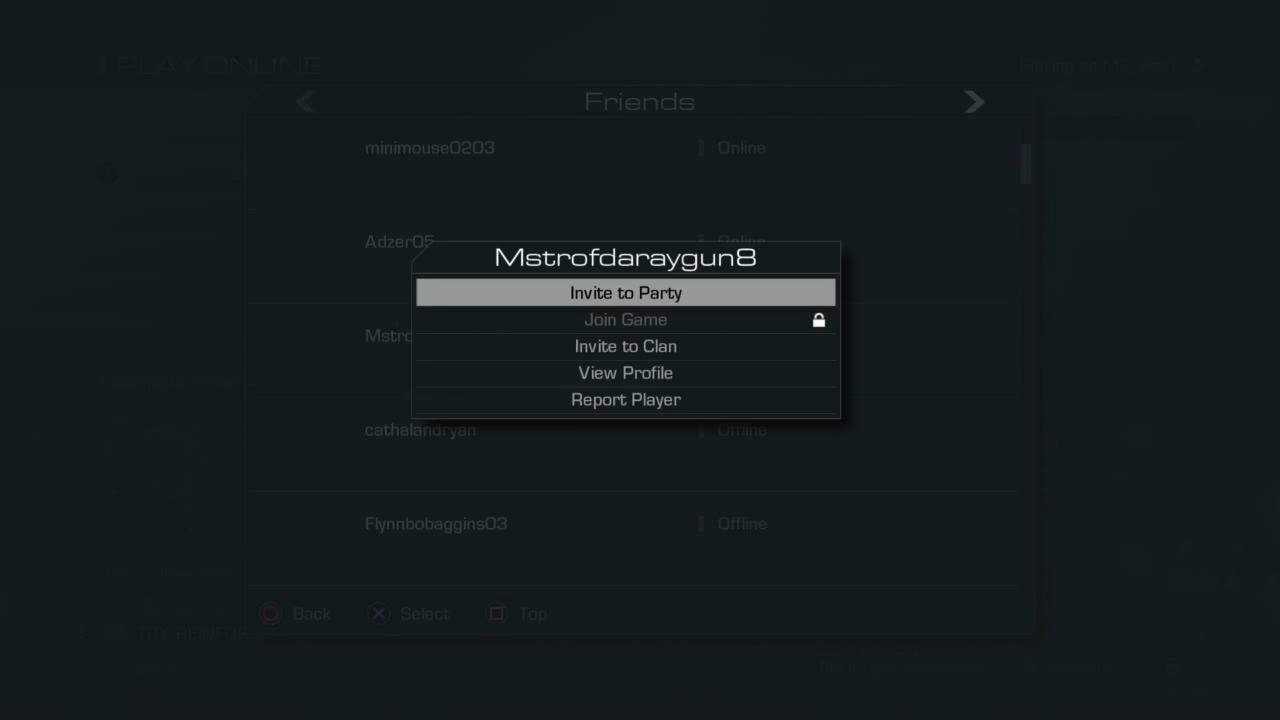 PLAY ONLINE
Friends
minimouse0203 Online
Adzer05 Online
Mstrofdaraygun8
Invite to Party
Join Game
Mstro
Invite to Clan
View Profile
Report Player
cathalandryan Offline
Flynnbobaggins03 Offline
Back Select Top